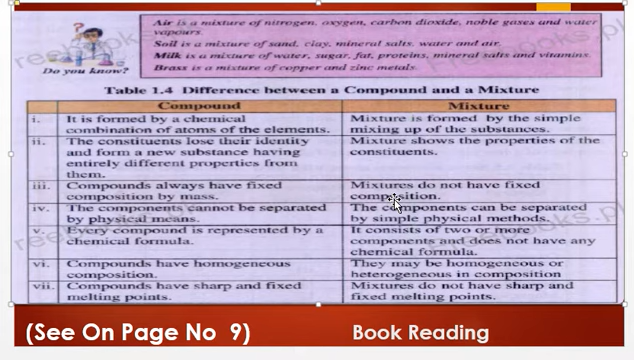 Air is a mixture of nitrogen, oxygen, carbon dioxide, noble gases and water
vapours.
Soil is a mixture of sand, clay, mineral salts, water and air.
Milk is a mixture of water, sugar, fat, proteins, mineral salts and vitamins.
Brass is a mixture of copper and zinc metals.
Do you know?
Table 1.4 Difference between a Compound and a Mixture
Compound Mixture
i. It is formed by a chemical Mixture is formed by the simple
combination of atoms of the elements. mixing up of the substances.
ii. The constituents lose their identity Mixture shows the properties of the
and form a new substance having constituents.
entirely different properties from
them.
iii. Compounds always have fixed Mixtures do not have fixed
composition by mass. composition.
iv. The components cannot be separated The components can be separated
by physical means. by simple physical methods.
v. Every compound is represented by a It consists of two or more
chemical formula. components and does not have any
chemical formula.
vi. Compounds have homogeneous They may be homogeneous or
composition. heterogeneous in composition
vii. Compounds have sharp and fixed Mixtures do not have sharp and
melting points. fixed melting points.
(See On Page No 9) Book Reading